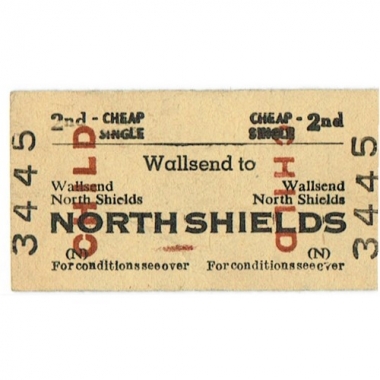 2nd - CHEAP SINGLE CHEAP SINGLE - 2nd
Wallsend to
Wallsend Wallsend
North Shields North Shields
NORTH SHIELDS
(N) (N)
For conditions see over For conditions see over
CHILD CHILD
3445 3445